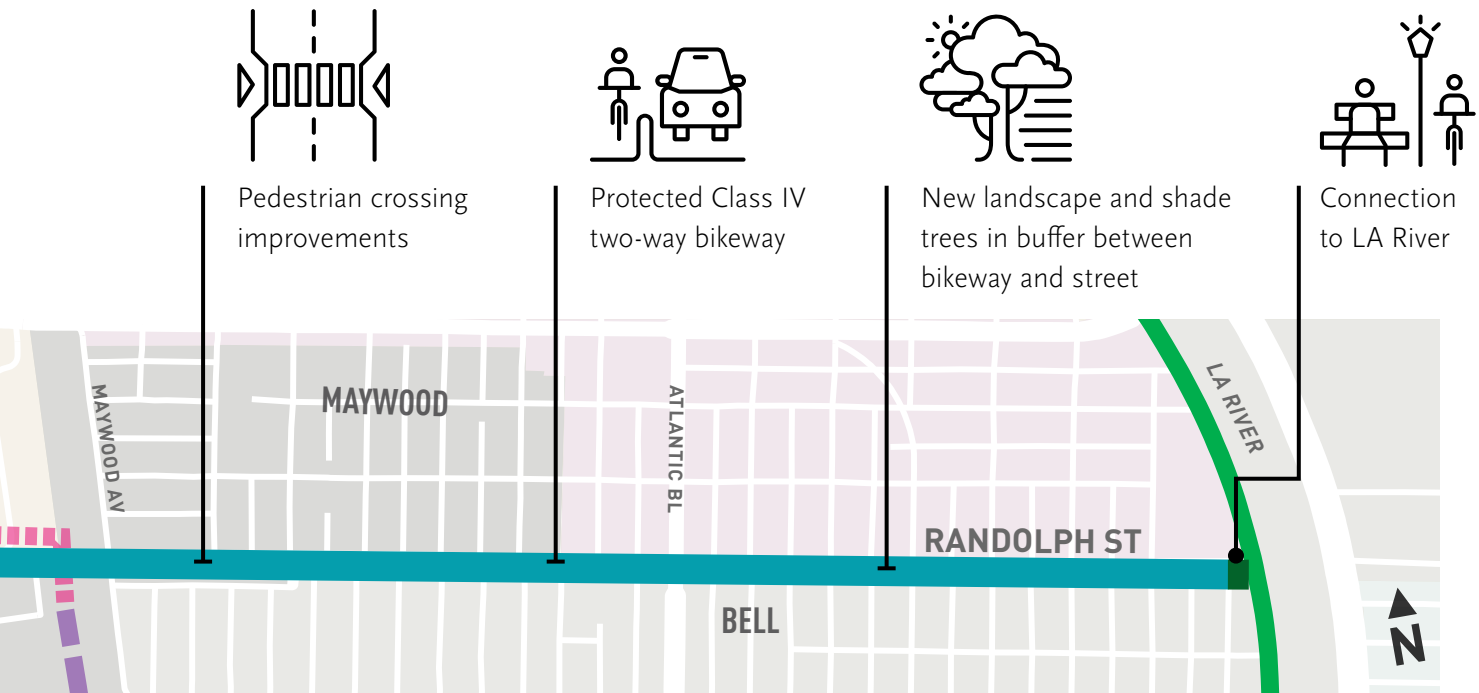 Pedestrian crossing
improvements
Protected Class IV
two-way bikeway
New landscape and shade
trees in buffer between
bikeway and street
Connection
to LA River
MAYWOOD AV
MAYWOOD
ATLANTIC BL
LA RIVER
RANDOLPH ST
BELL
N